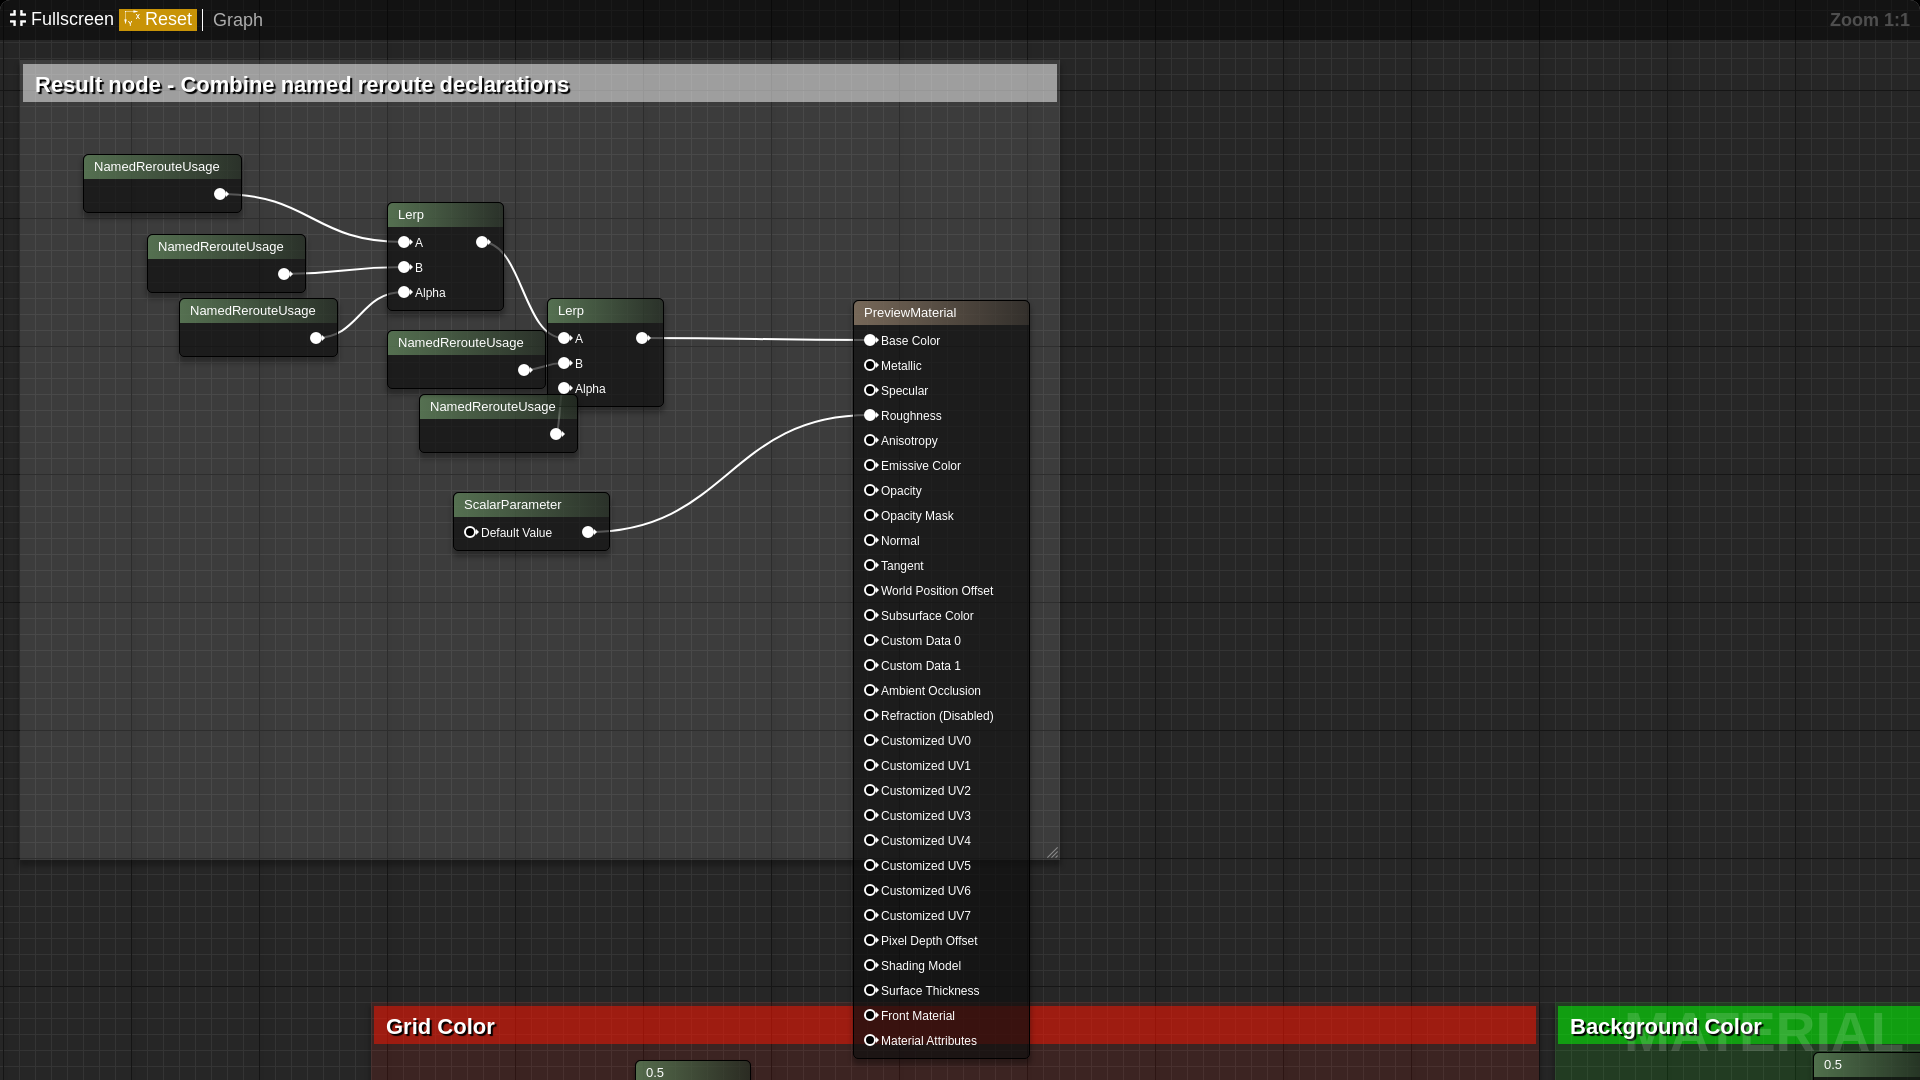 Fullscreen Reset Graph Zoom 1:1
Result node - Combine named reroute declarations
NamedRerouteUsage
Lerp
A
B
Alpha
NamedRerouteUsage
NamedRerouteUsage
Lerp
A
B
Alpha
NamedRerouteUsage
NamedRerouteUsage
ScalarParameter
Default Value
PreviewMaterial
Base Color
Metallic
Specular
Roughness
Anisotropy
Emissive Color
Opacity
Opacity Mask
Normal
Tangent
World Position Offset
Subsurface Color
Custom Data 0
Custom Data 1
Ambient Occlusion
Refraction (Disabled)
Customized UV0
Customized UV1
Customized UV2
Customized UV3
Customized UV4
Customized UV5
Customized UV6
Customized UV7
Pixel Depth Offset
Shading Model
Surface Thickness
Front Material
Material Attributes
Grid Color
0.5
Background Color
MATERIAL
0.5